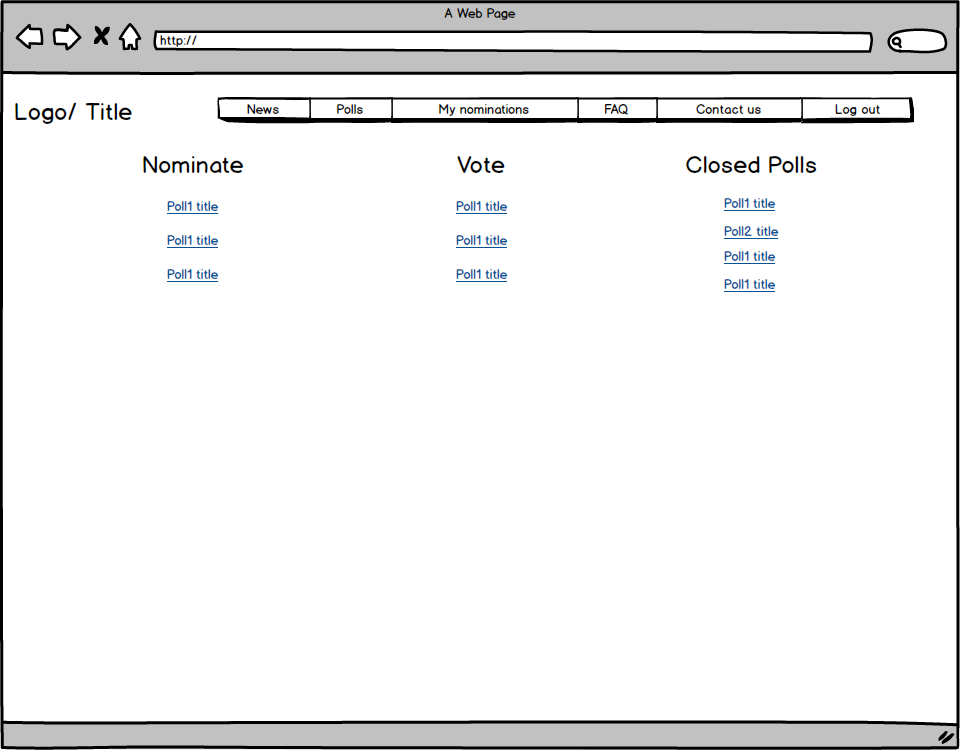 A Web Page
http://
Logo/ Title
News Polls My nominations FAQ Contact us Log out
Nominate Vote Closed Polls
Poll1 title Poll1 title Poll1 title
Poll1 title Poll1 title Poll2 title
Poll1 title Poll1 title Poll1 title
Poll1 title